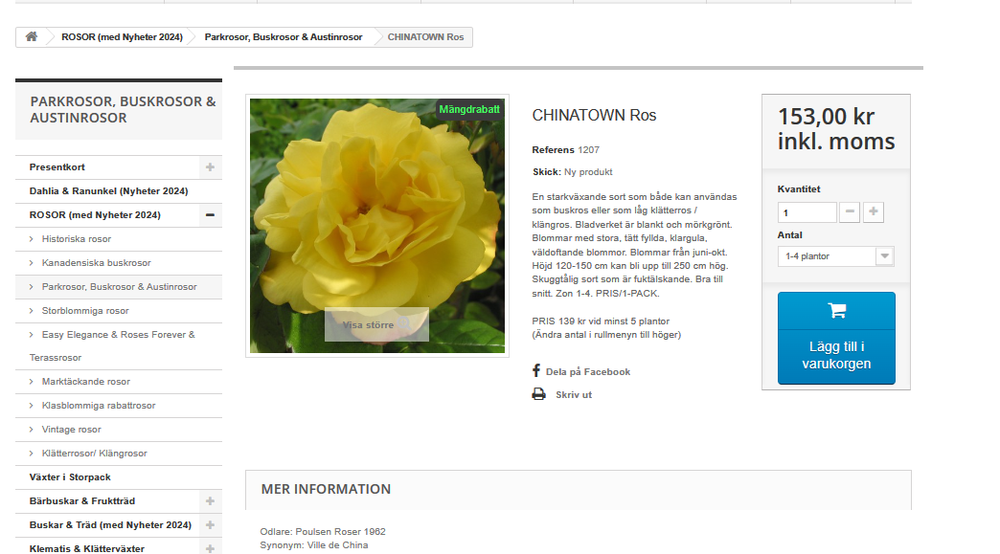 ROSOR (med Nyheter 2024)
Parkrosor, Buskrosor & Austinrosor
CHINATOWN Ros
PARKROSOR, BUSKROSOR &
AUSTINROSOR
Presentkort
Dahlia & Ranunkel (Nyheter 2024)
ROSOR (med Nyheter 2024)
Historiska rosor
Kanadensiska buskrosor
Parkrosor, Buskrosor & Austinrosor
Storblommiga rosor
Easy Elegance & Roses Forever &
Terassrosor
Marktäckande rosor
Klasblommiga rabattrosor
Vintage rosor
Klätterrosor/ Klängrosor
Växter i Storpack
Bärbuskar & Fruktträd
Buskar & Träd (med Nyheter 2024)
Klematis & Klätterväxter
Mängdrabatt
Visa större
CHINATOWN Ros
Referens 1207
Skick: Ny produkt
En starkväxande sort som både kan användas
som buskros eller som låg klätterros /
klängros. Bladverket är blankt och mörkgrönt.
Blommar med stora, tätt fyllda, klargula,
väldoftande blommor. Blommar från juni-okt.
Höjd 120-150 cm kan bli upp till 250 cm hög.
Skuggtålig sort som är fuktälskande. Bra till
snitt. Zon 1-4. PRIS/1-PACK.
PRIS 139 kr vid minst 5 plantor
(Ändra antal i rullmenyn till höger)
Dela på Facebook
Skriv ut
153,00 kr
inkl. moms
Kvantitet
1
Antal
1-4 plantor
Lägg till i
varukorgen
MER INFORMATION
Odlare: Poulsen Roser 1962
Synonym: Ville de China